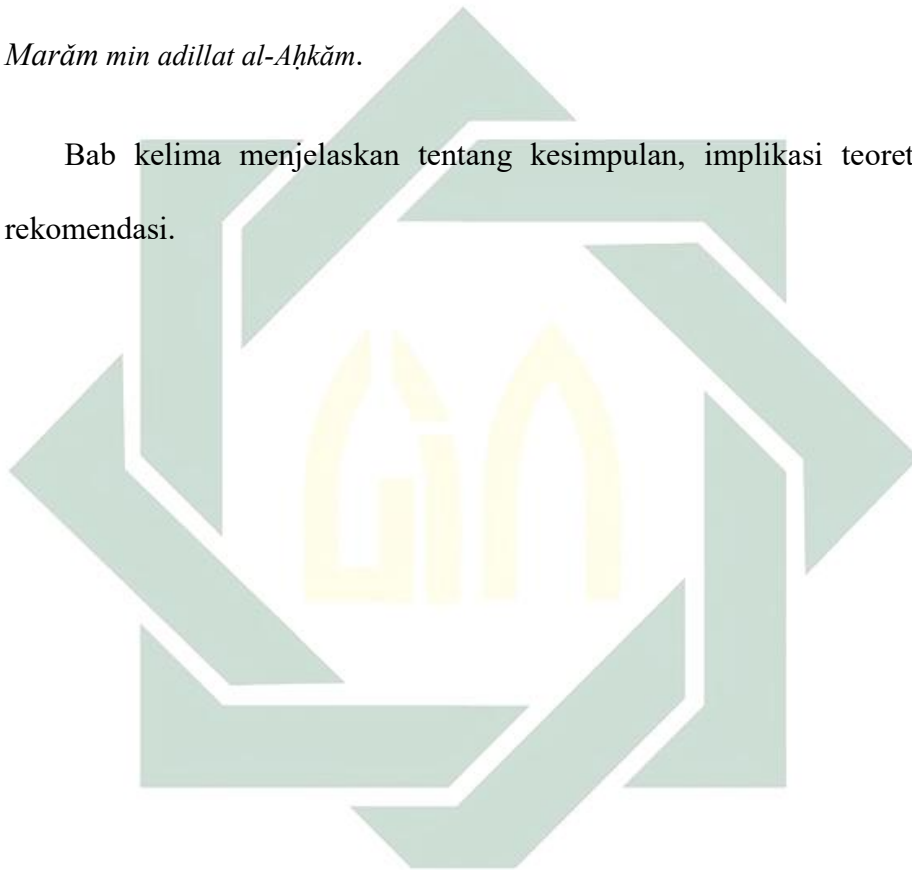 Marăm min adillat al-Aḥkăm.
Bab kelima menjelaskan tentang kesimpulan, implikasi teoret
rekomendasi.